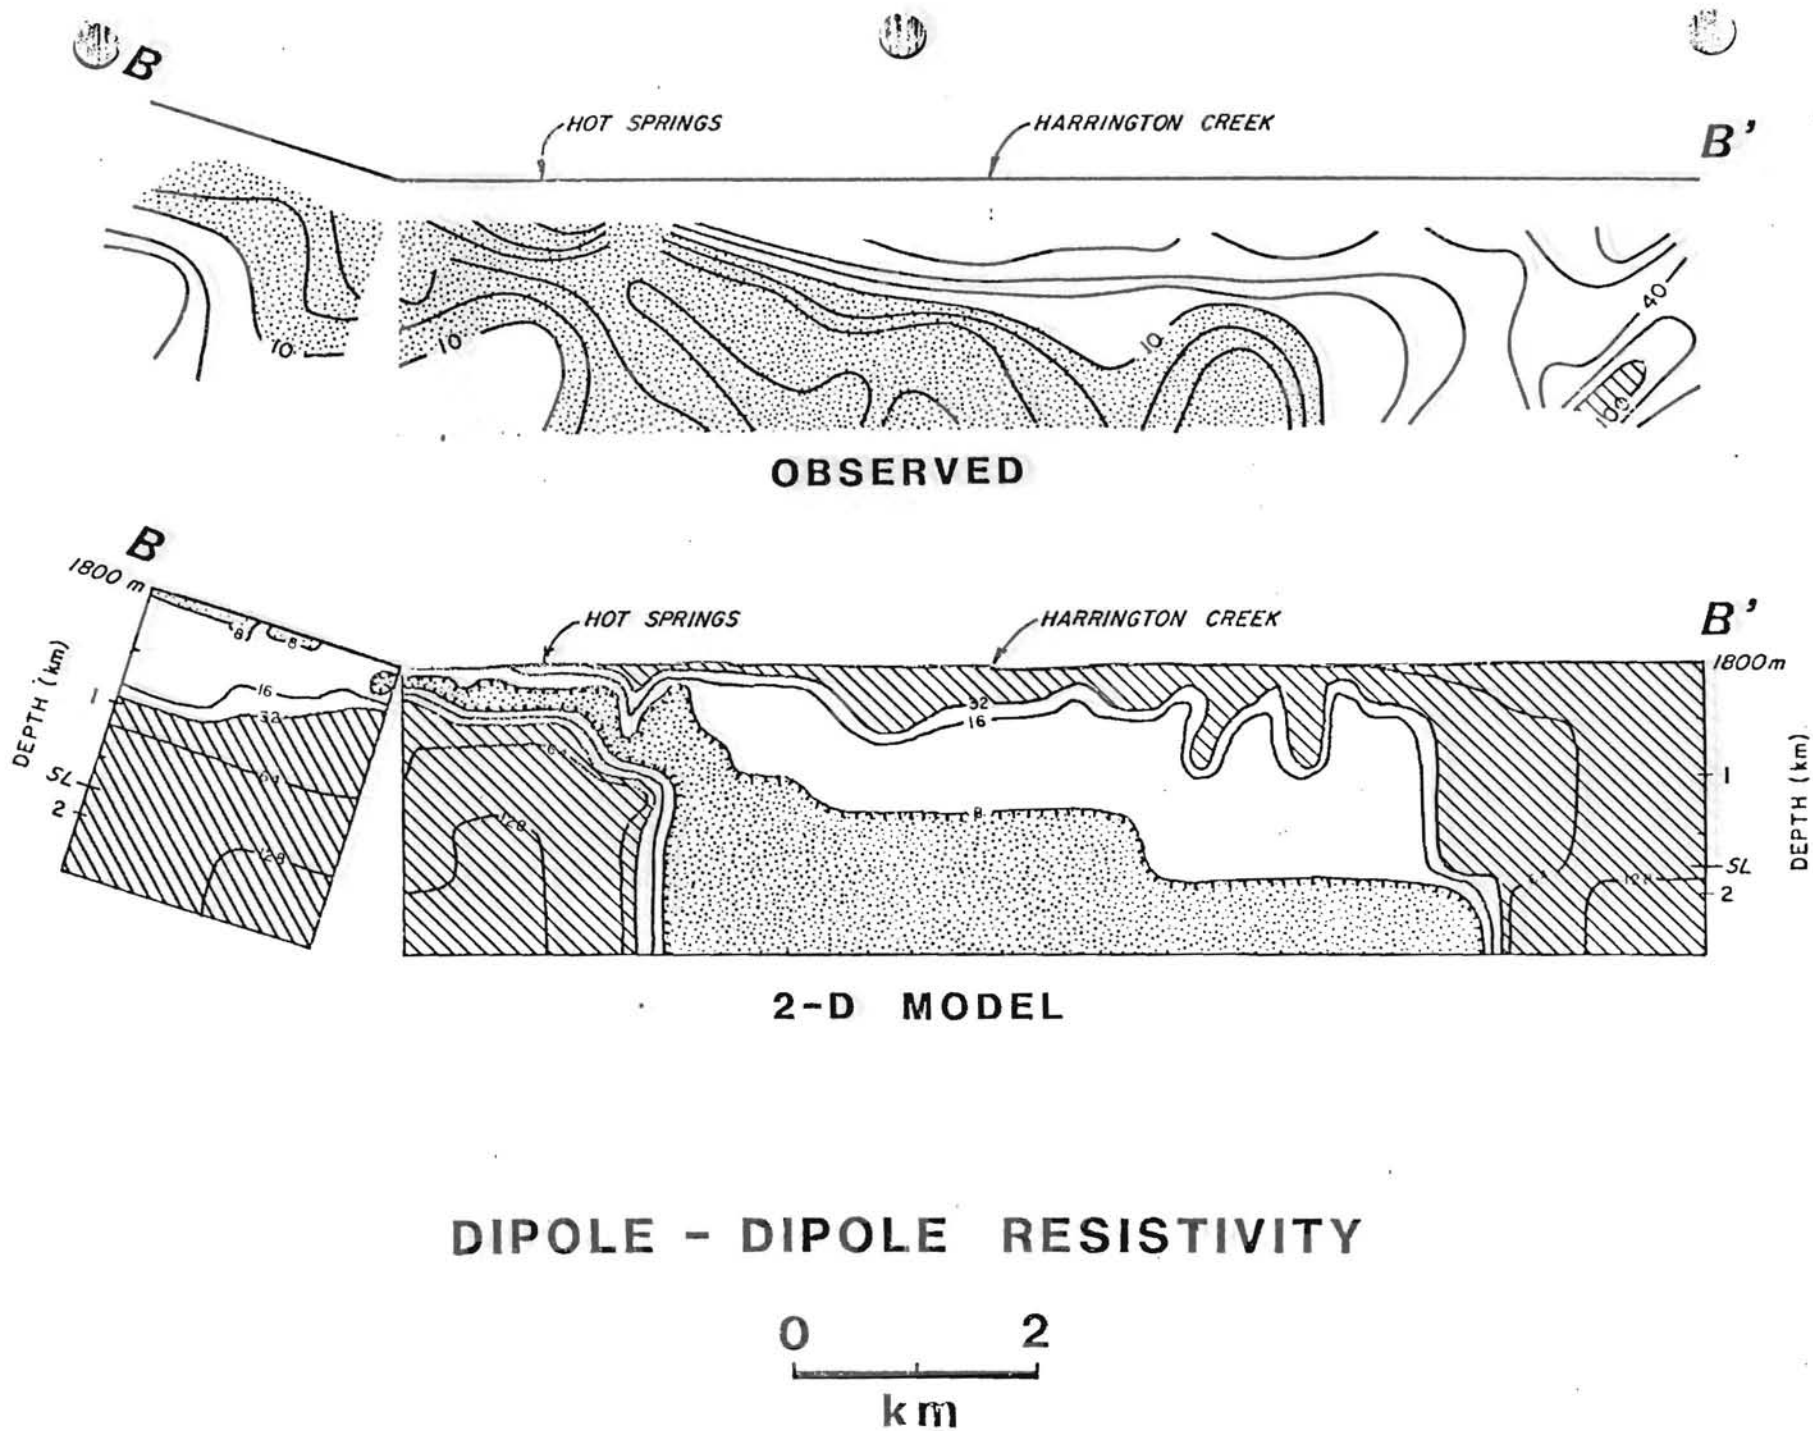 B
HOT SPRINGS
HARRINGTON CREEK
B'
10
10
10
40
100
OBSERVED
B
1800 m
HOT SPRINGS
HARRINGTON CREEK
B'
1800m
8
8
DEPTH (km)
1
16
32
32
16
64
SL
2
128
128
8
1
DEPTH (km)
SL
2
2-D MODEL
DIPOLE - DIPOLE RESISTIVITY
0 2
km